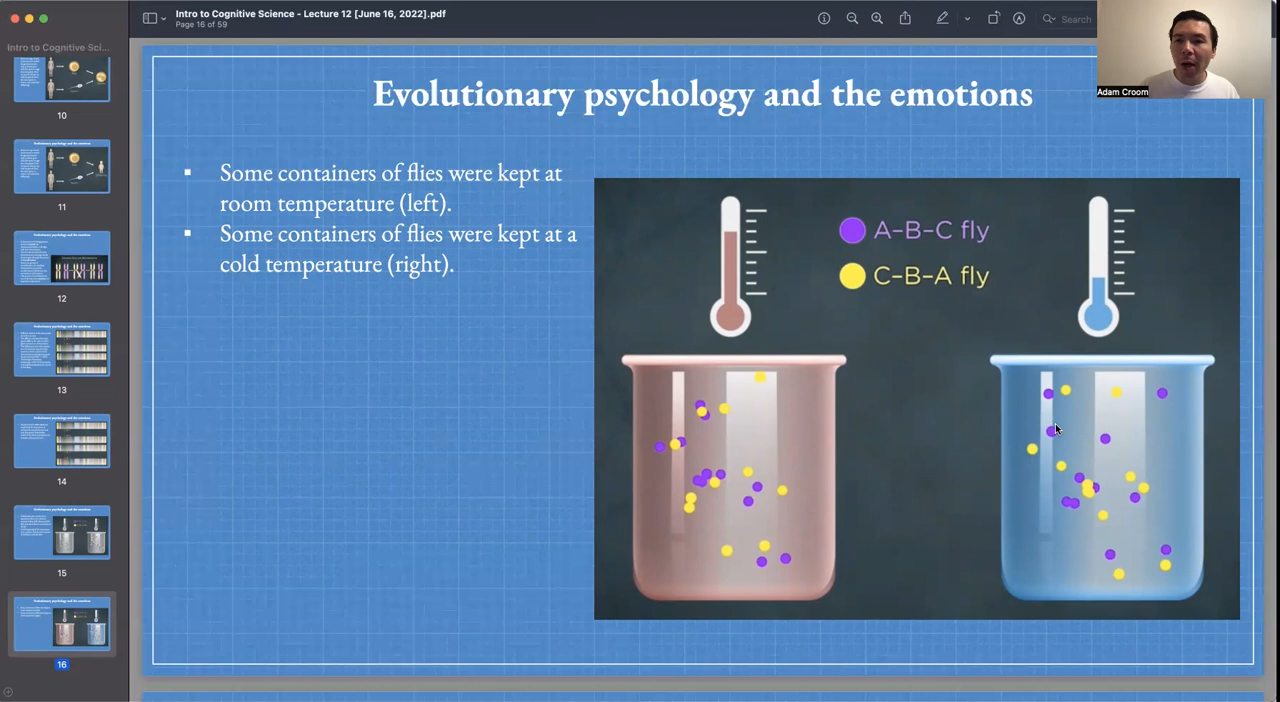 Intro to Cognitive Science - Lecture 12 [June 16, 2022].pdf
Page 16 of 59
Search
Intro to Cognitive Sci...
Adam Croom
10
11
12
13
14
15
16
Evolutionary psychology and the emotions
Some containers of flies were kept at
room temperature (left).
Some containers of flies were kept at a
cold temperature (right).
A-B-C fly
C-B-A fly